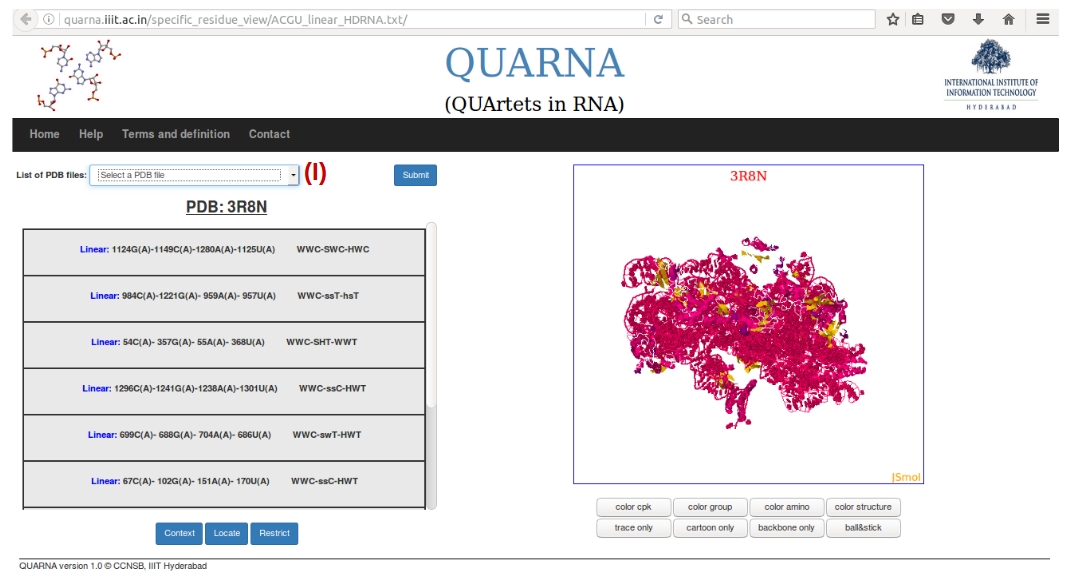 quarna.iiit.ac.in/specific_residue_view/ACGU_linear_HDRNA.txt/
Search
QUARNA
(QUArtets in RNA)
INTERNATIONAL INSTITUTE OF
INFORMATION TECHNOLOGY
HYDERABAD
Home Help Terms and definition Contact
List of PDB files: Select a PDB file (I) Submit
PDB: 3R8N
Linear: 1124G(A)-1149C(A)-1280A(A)-1125U(A) WWC-SWC-HWC
Linear: 984C(A)-1221G(A)- 959A(A)- 957U(A) WWC-ssT-hsT
Linear: 54C(A)- 357G(A)- 55A(A)- 368U(A) WWC-SHT-WWT
Linear: 1296C(A)-1241G(A)-1238A(A)-1301U(A) WWC-ssC-HWT
Linear: 699C(A)- 688G(A)- 704A(A)- 686U(A) WWC-swT-HWT
Linear: 67C(A)- 102G(A)- 151A(A)- 170U(A) WWC-ssC-HWT
Context Locate Restrict
3R8N
JSmol
color cpk color group color amino color structure
trace only cartoon only backbone only ball&stick
QUARNA version 1.0 © CCNSB, IIIT Hyderabad